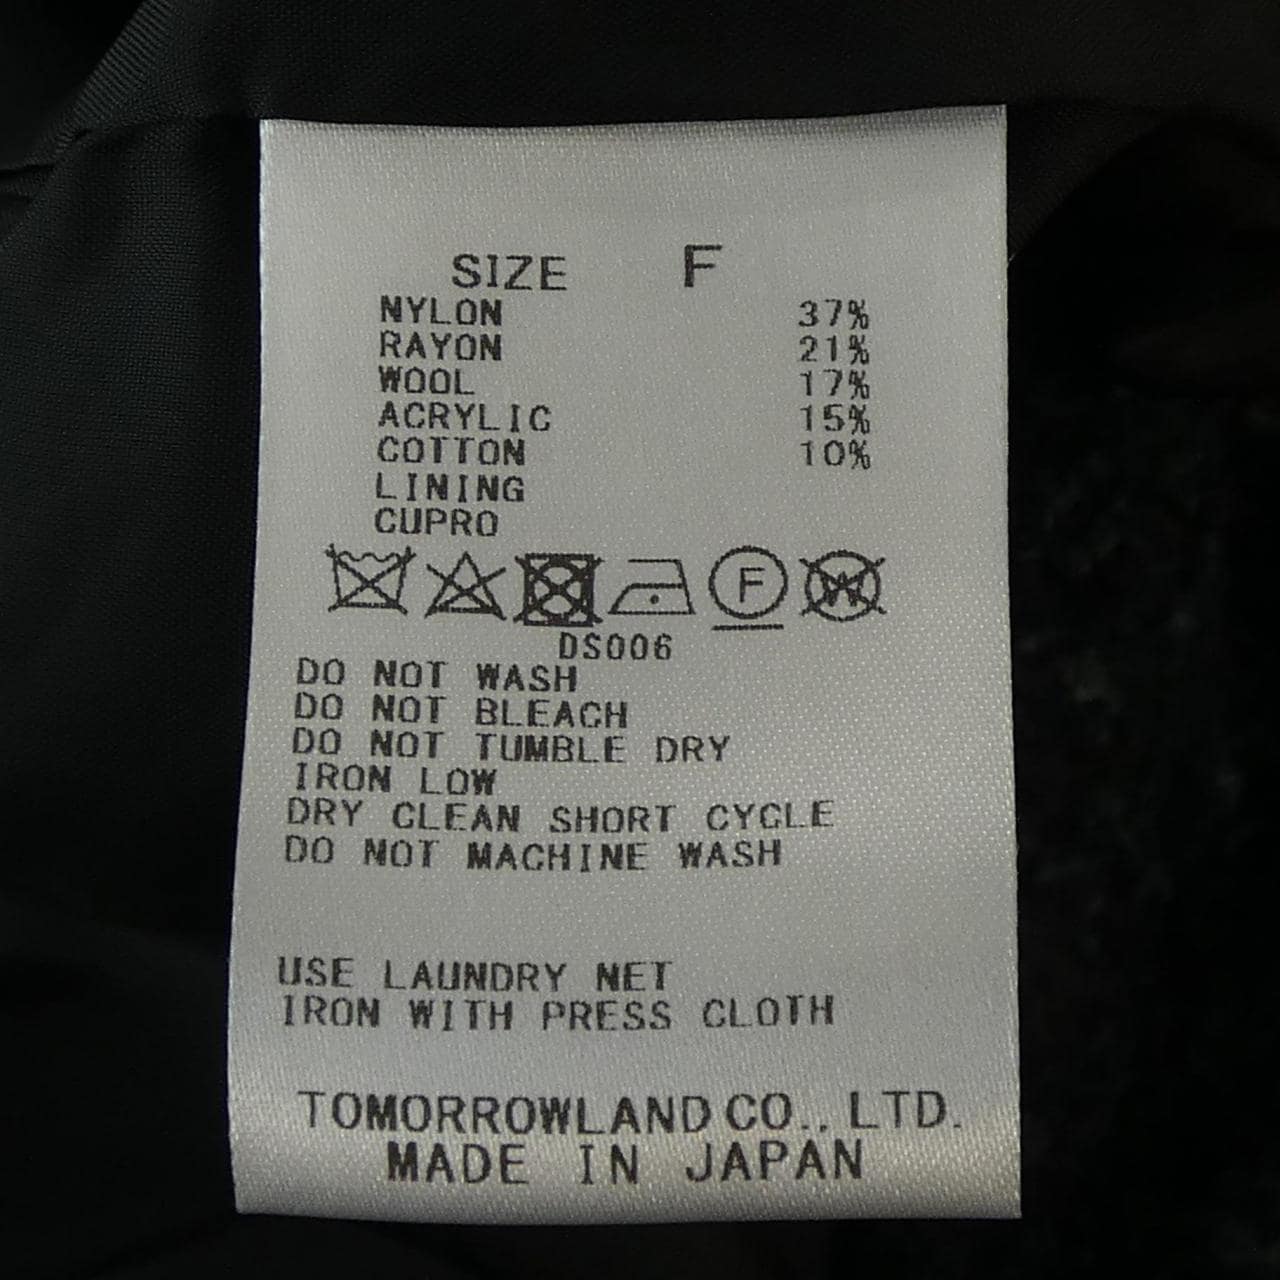 SIZE F
NYLON 37%
RAYON 21%
WOOL 17%
ACRYLIC 15%
COTTON 10%
LINING
CUPRO
F W
DS006
DO NOT WASH
DO NOT BLEACH
DO NOT TUMBLE DRY
IRON LOW
DRY CLEAN SHORT CYCLE
DO NOT MACHINE WASH
USE LAUNDRY NET
IRON WITH PRESS CLOTH
TOMORROWLAND CO., LTD.
MADE IN JAPAN